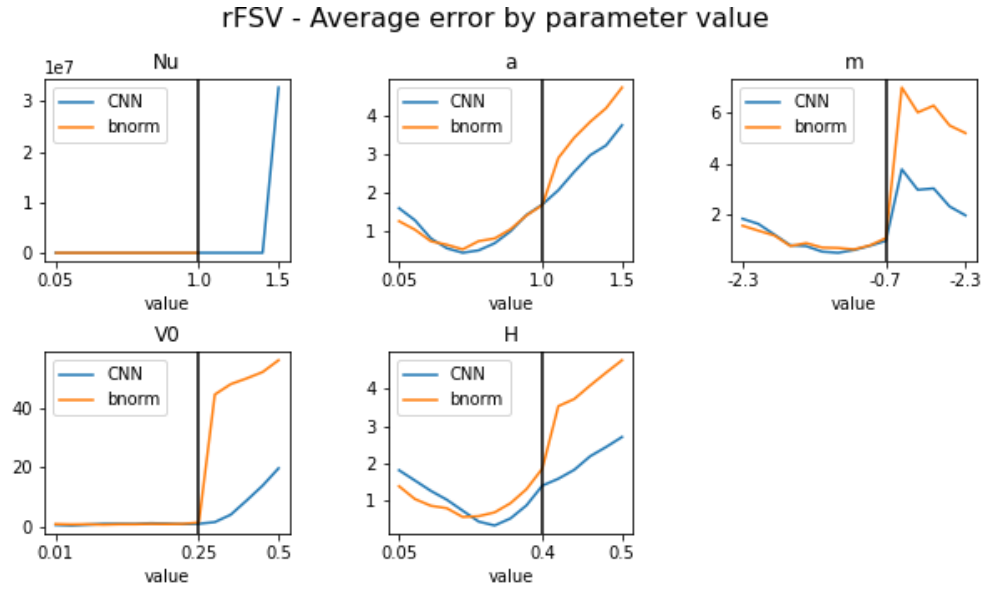 rFSV - Average error by parameter value
Nu
1e7
3
2
1
0
CNN
bnorm
0.05
1.0
1.5
value
a
4
3
2
1
CNN
bnorm
0.05
1.0
1.5
value
m
6
4
2
CNN
bnorm
-2.3
-0.7
-2.3
value
V0
40
20
0
CNN
bnorm
0.01
0.25
0.5
value
H
4
3
2
1
CNN
bnorm
0.05
0.4
0.5
value